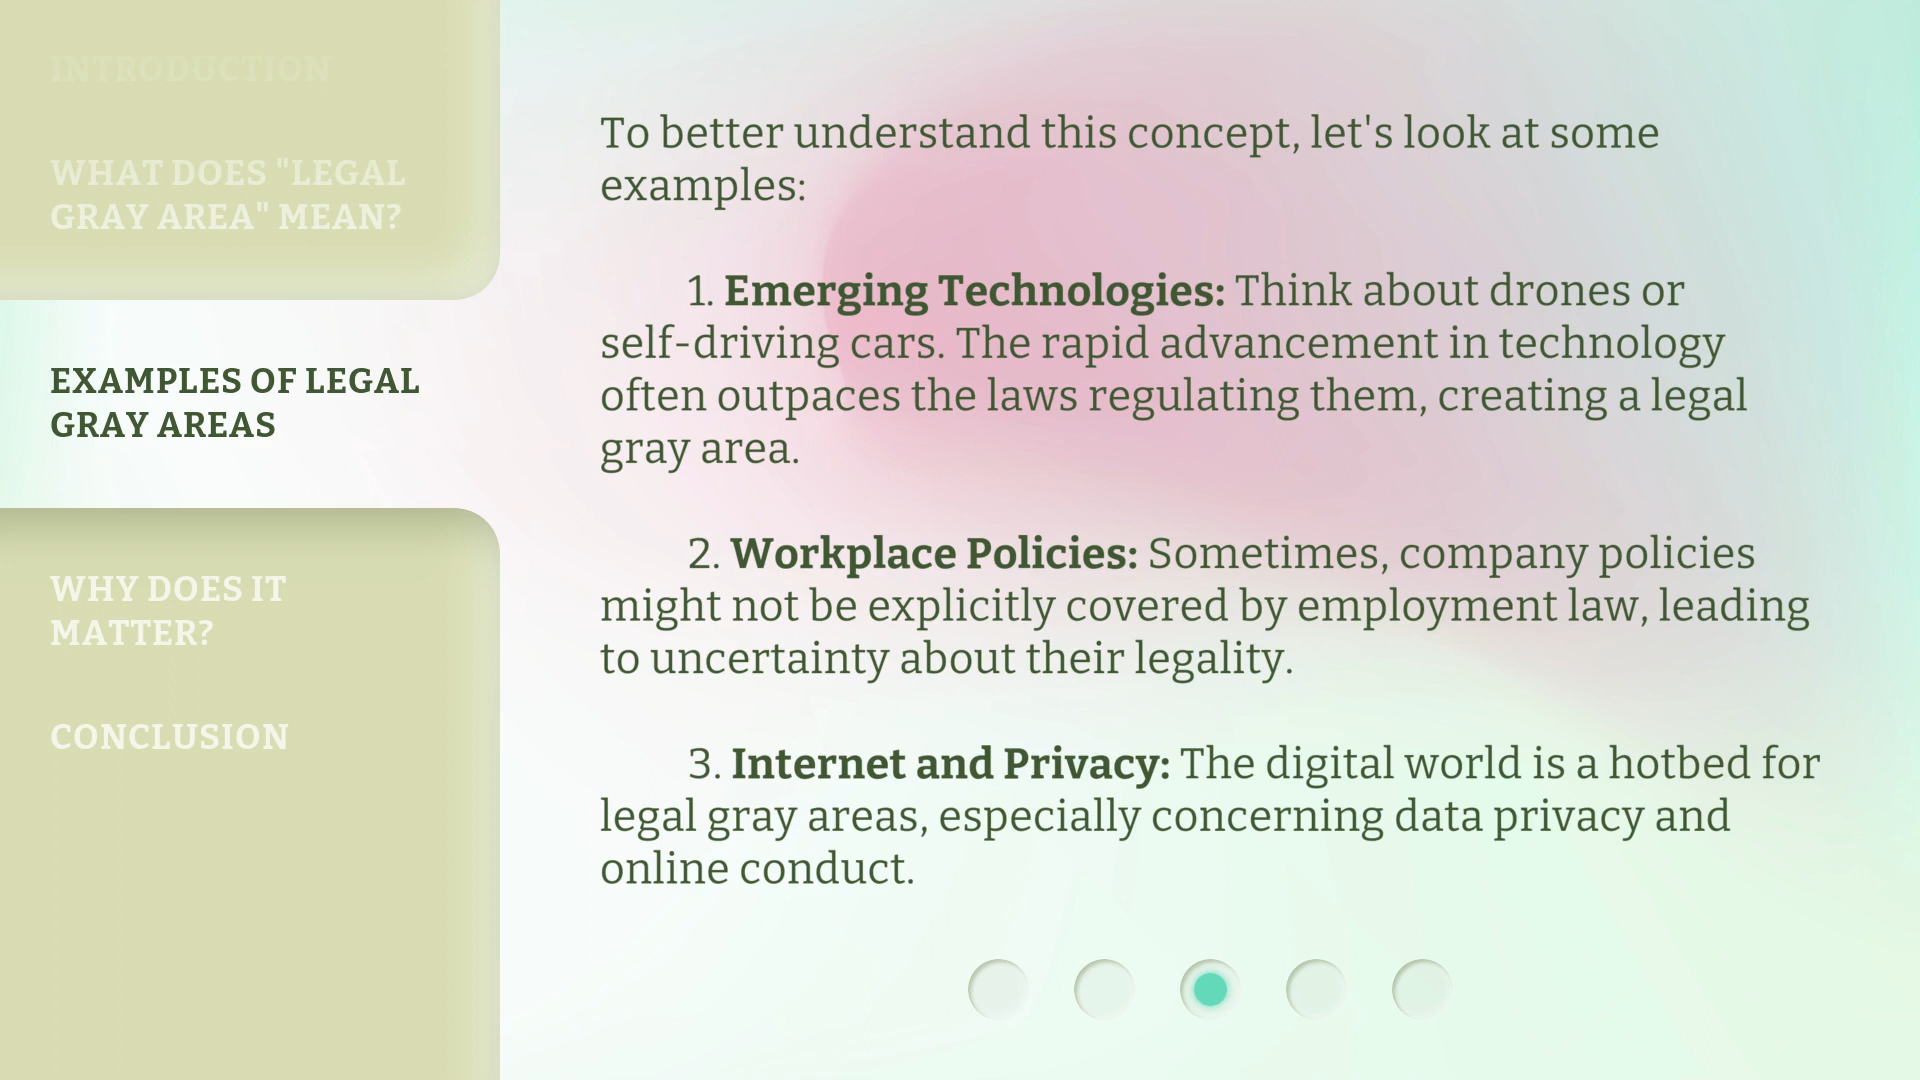 INTRODUCTION
WHAT DOES "LEGAL
GRAY AREA" MEAN?
EXAMPLES OF LEGAL
GRAY AREAS
WHY DOES IT
MATTER?
CONCLUSION
To better understand this concept, let's look at some
examples:
1. Emerging Technologies: Think about drones or
self-driving cars. The rapid advancement in technology
often outpaces the laws regulating them, creating a legal
gray area.
2. Workplace Policies: Sometimes, company policies
might not be explicitly covered by employment law, leading
to uncertainty about their legality.
3. Internet and Privacy: The digital world is a hotbed for
legal gray areas, especially concerning data privacy and
online conduct.